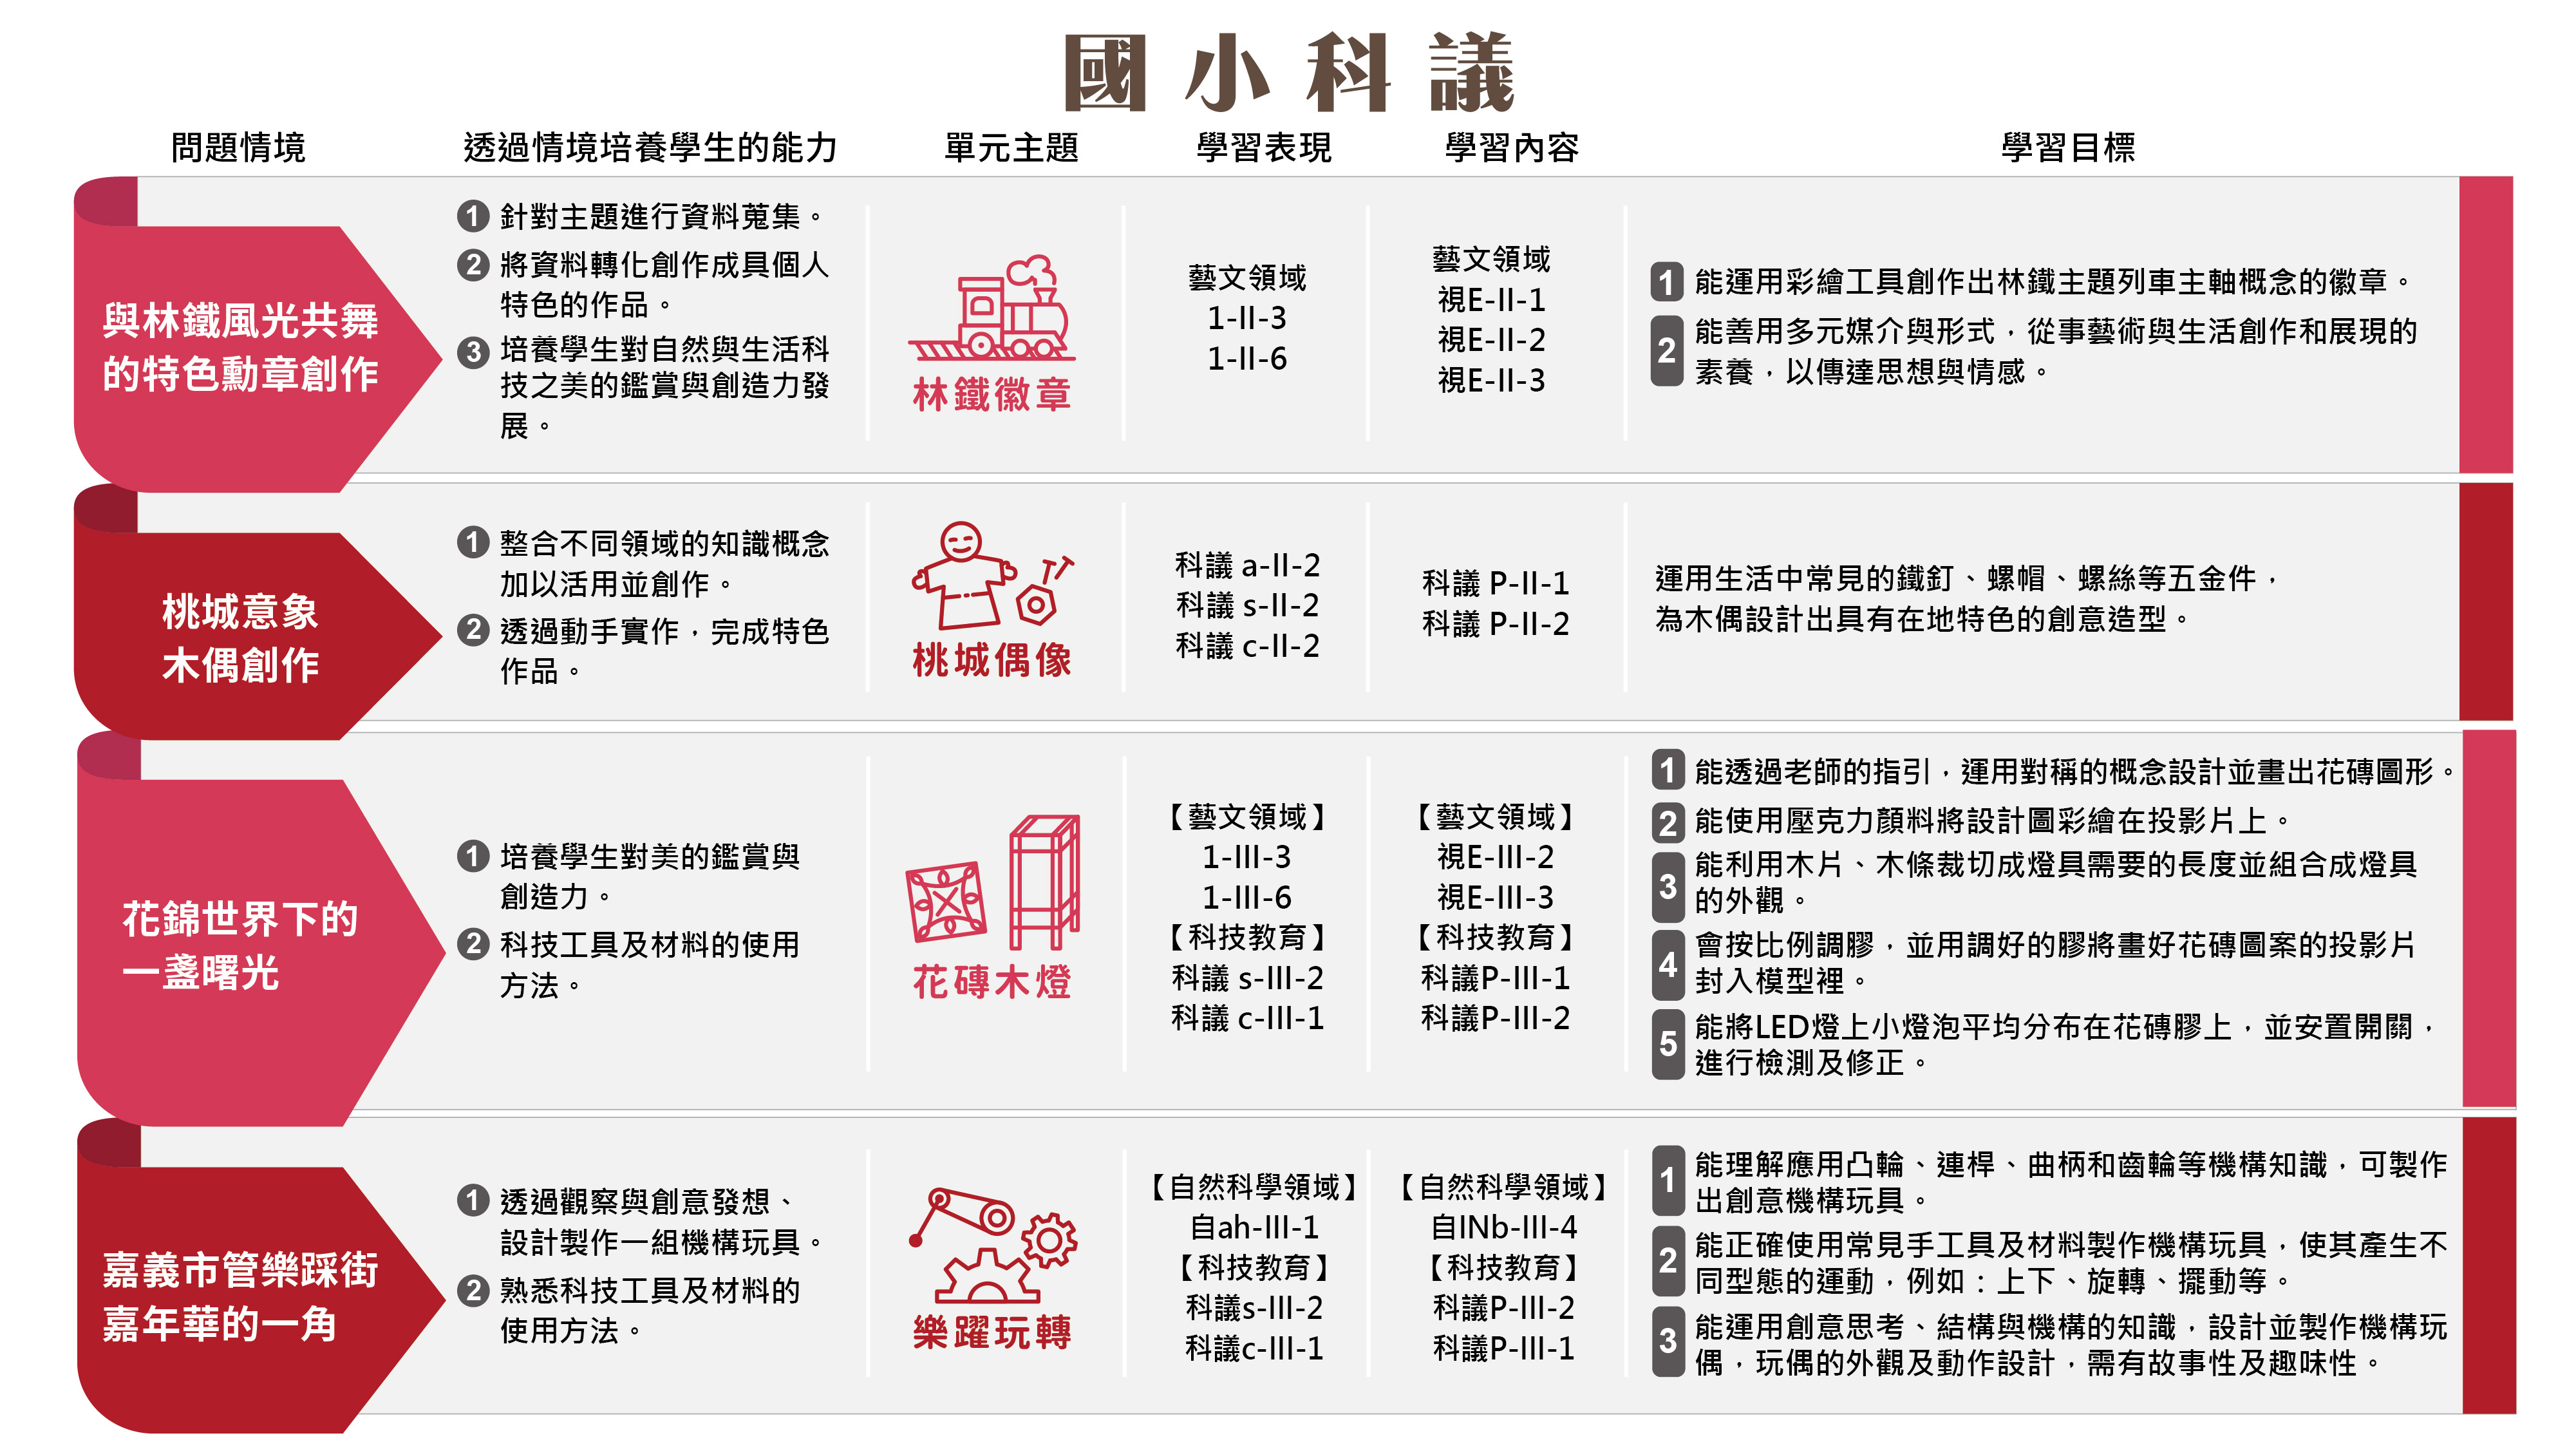 國小科議
問題情境
透過情境培養學生的能力
單元主題
學習表現
學習內容
學習目標
與林鐵風光共舞
的特色勳章創作
1 針對主題進行資料蒐集。
2 將資料轉化創作成具個人
特色的作品。
3 培養學生對自然與生活科
技之美的鑑賞與創造力發
展。
林鐵徽章
藝文領域
1-II-3
1-II-6
藝文領域
視E-II-1
視E-II-2
視E-II-3
1 能運用彩繪工具創作出林鐵主題列車主軸概念的徽章。
2 能善用多元媒介與形式，從事藝術與生活創作和展現的
素養，以傳達思想與情感。
桃城意象
木偶創作
1 整合不同領域的知識概念
加以活用並創作。
2 透過動手實作，完成特色
作品。
桃城偶像
科議 a-II-2
科議 s-II-2
科議 c-II-2
科議 P-II-1
科議 P-II-2
運用生活中常見的鐵釘、螺帽、螺絲等五金件，
為木偶設計出具有在地特色的創意造型。
花錦世界下的
一盞曙光
1 培養學生對美的鑑賞與
創造力。
2 科技工具及材料的使用
方法。
花磚木燈
【藝文領域】
1-III-3
1-III-6
【科技教育】
科議 s-III-2
科議 c-III-1
【藝文領域】
視E-III-2
視E-III-3
【科技教育】
科議P-III-1
科議P-III-2
1 能透過老師的指引，運用對稱的概念設計並畫出花磚圖形。
2 能使用壓克力顏料將設計圖彩繪在投影片上。
3 能利用木片、木條裁切成燈具需要的長度並組合成燈具
的外觀。
4 會按比例調膠，並用調好的膠將畫好花磚圖案的投影片
封入模型裡。
5 能將LED燈上小燈泡平均分布在花磚膠上，並安置開關，
進行檢測及修正。
嘉義市管樂踩街
嘉年華的一角
1 透過觀察與創意發想、
設計製作一組機構玩具。
2 熟悉科技工具及材料的
使用方法。
樂躍玩轉
【自然科學領域】
自ah-III-1
【科技教育】
科議s-III-2
科議c-III-1
【自然科學領域】
自INb-III-4
【科技教育】
科議P-III-2
科議P-III-1
1 能理解應用凸輪、連桿、曲柄和齒輪等機構知識，可製作
出創意機構玩具。
2 能正確使用常見手工具及材料製作機構玩具，使其產生不
同型態的運動，例如：上下、旋轉、擺動等。
3 能運用創意思考、結構與機構的知識，設計並製作機構玩
偶，玩偶的外觀及動作設計，需有故事性及趣味性。